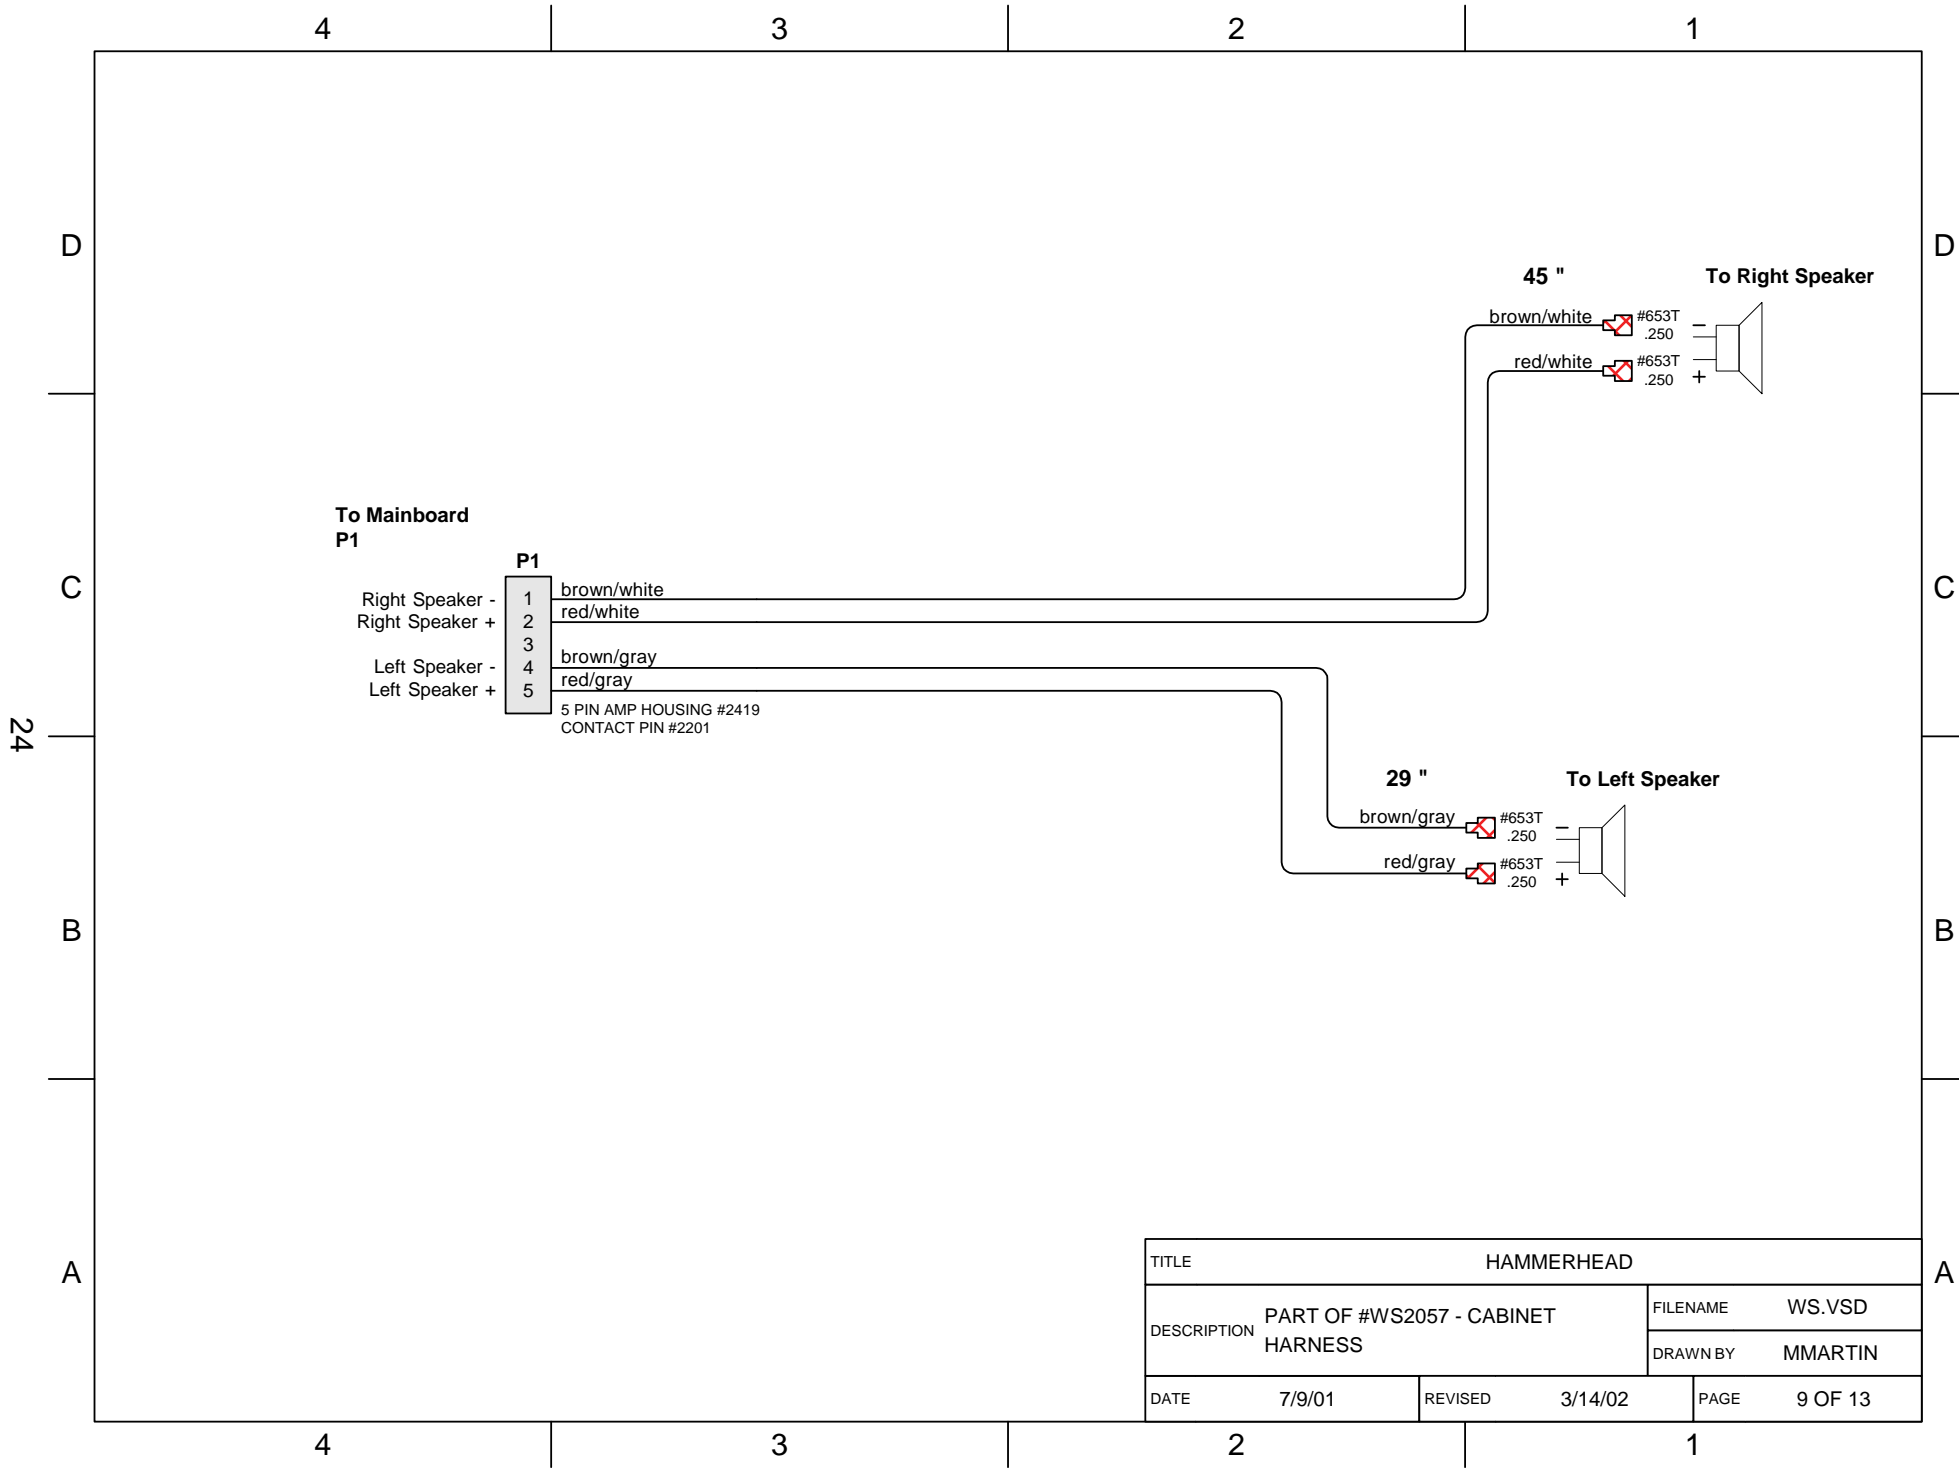 4 3 2 1
D D
45 " To Right Speaker
brown/white #653T
.250 −
red/white #653T
.250 +
To Mainboard
P1
P1
C C
Right Speaker - 1 brown/white
Right Speaker + 2 red/white
3
Left Speaker - 4 brown/gray
Left Speaker + 5 red/gray
5 PIN AMP HOUSING #2419
CONTACT PIN #2201
24
29 " To Left Speaker
brown/gray #653T
.250 −
red/gray #653T
.250 +
B B
A A
TITLE HAMMERHEAD
DESCRIPTION PART OF #WS2057 - CABINET
HARNESS
FILENAME WS.VSD
DRAWN BY MMARTIN
DATE 7/9/01 REVISED 3/14/02 PAGE 9 OF 13
4 3 2 1